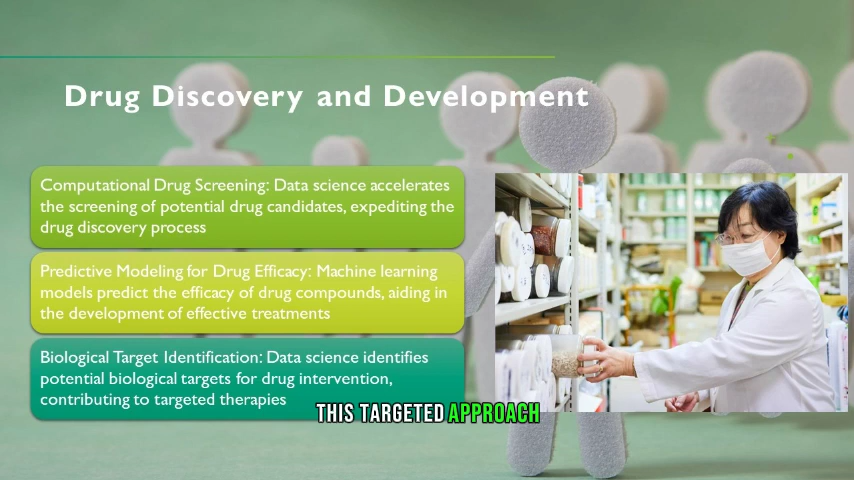 Drug Discovery and Development
Computational Drug Screening: Data science accelerates
the screening of potential drug candidates, expediting the
drug discovery process
Predictive Modeling for Drug Efficacy: Machine learning
models predict the efficacy of drug compounds, aiding in
the development of effective treatments
Biological Target Identification: Data science identifies
potential biological targets for drug intervention,
contributing to targeted therapies
THIS TARGETED APPROACH